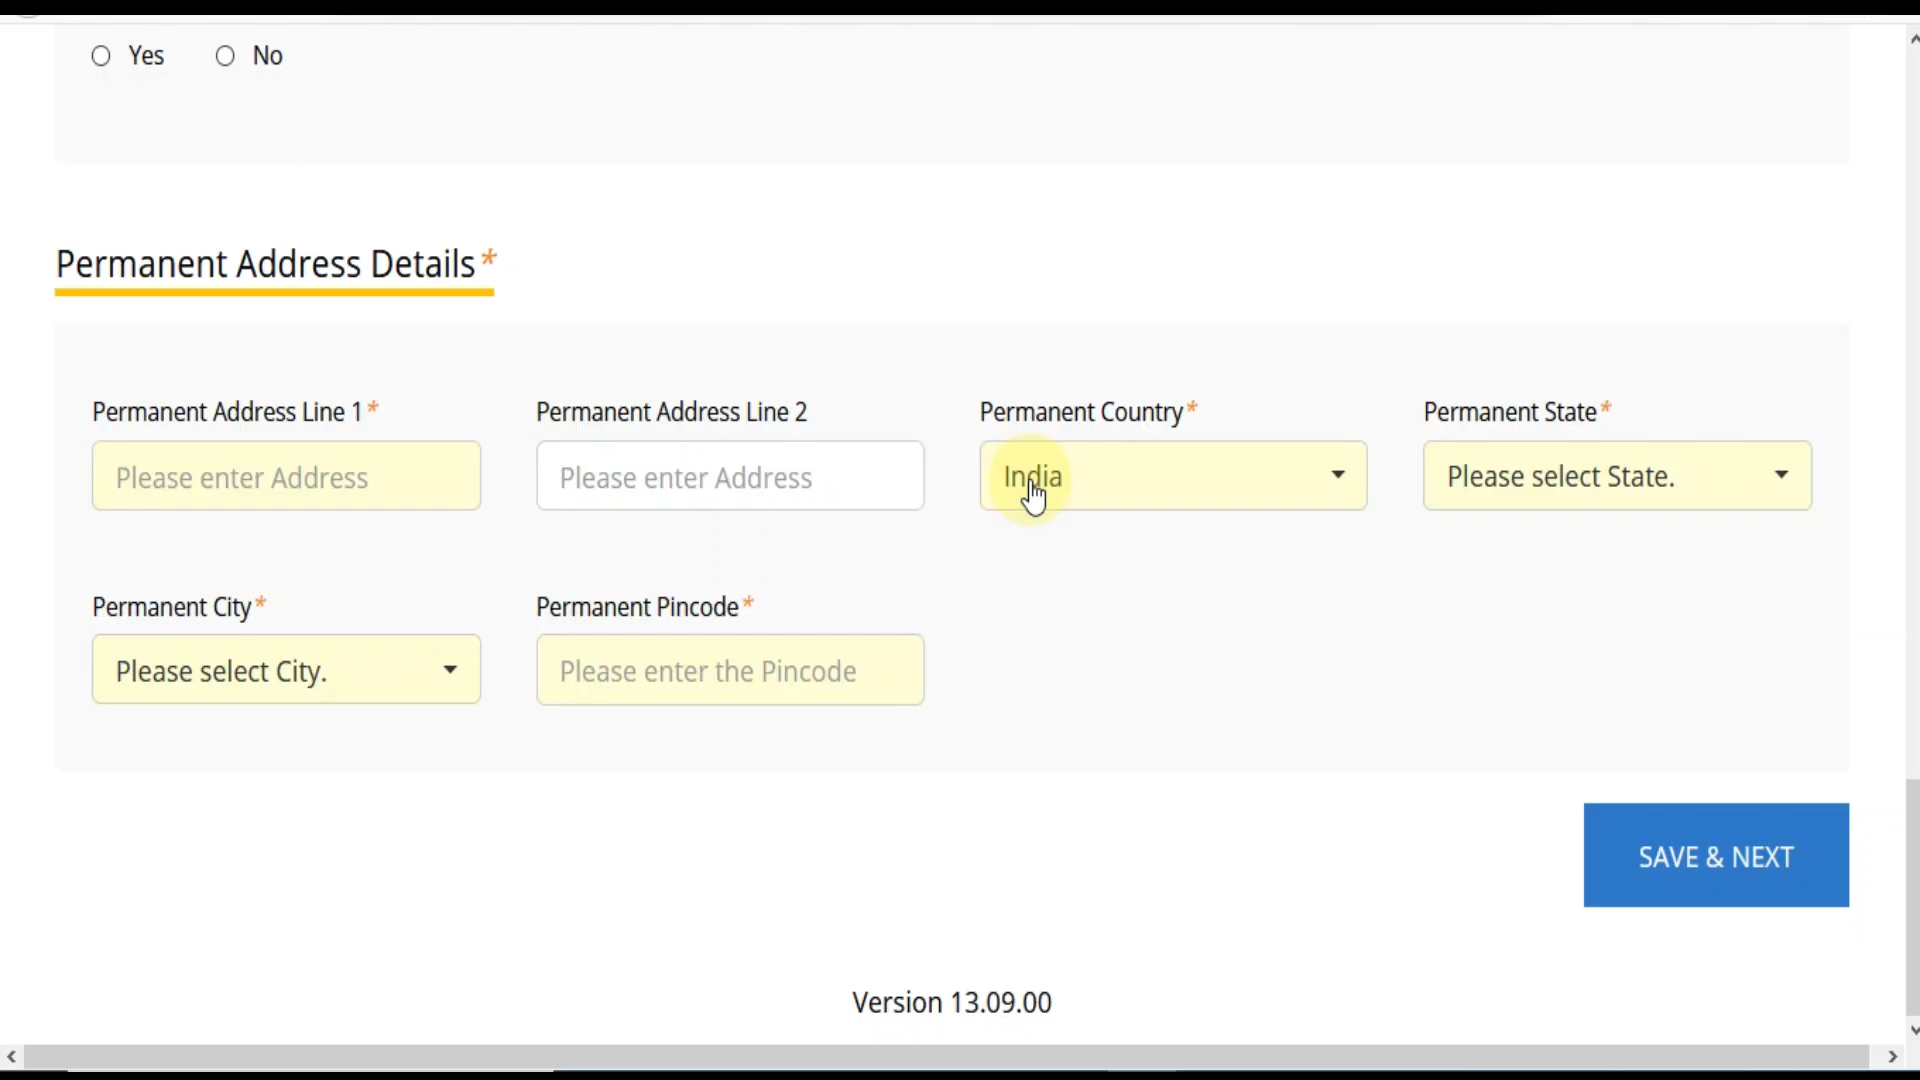 Yes No
Permanent Address Details*
Permanent Address Line 1* Permanent Address Line 2 Permanent Country* Permanent State*
Please enter Address Please enter Address India Please select State.
Permanent City* Permanent Pincode*
Please select City. Please enter the Pincode
SAVE & NEXT
Version 13.09.00